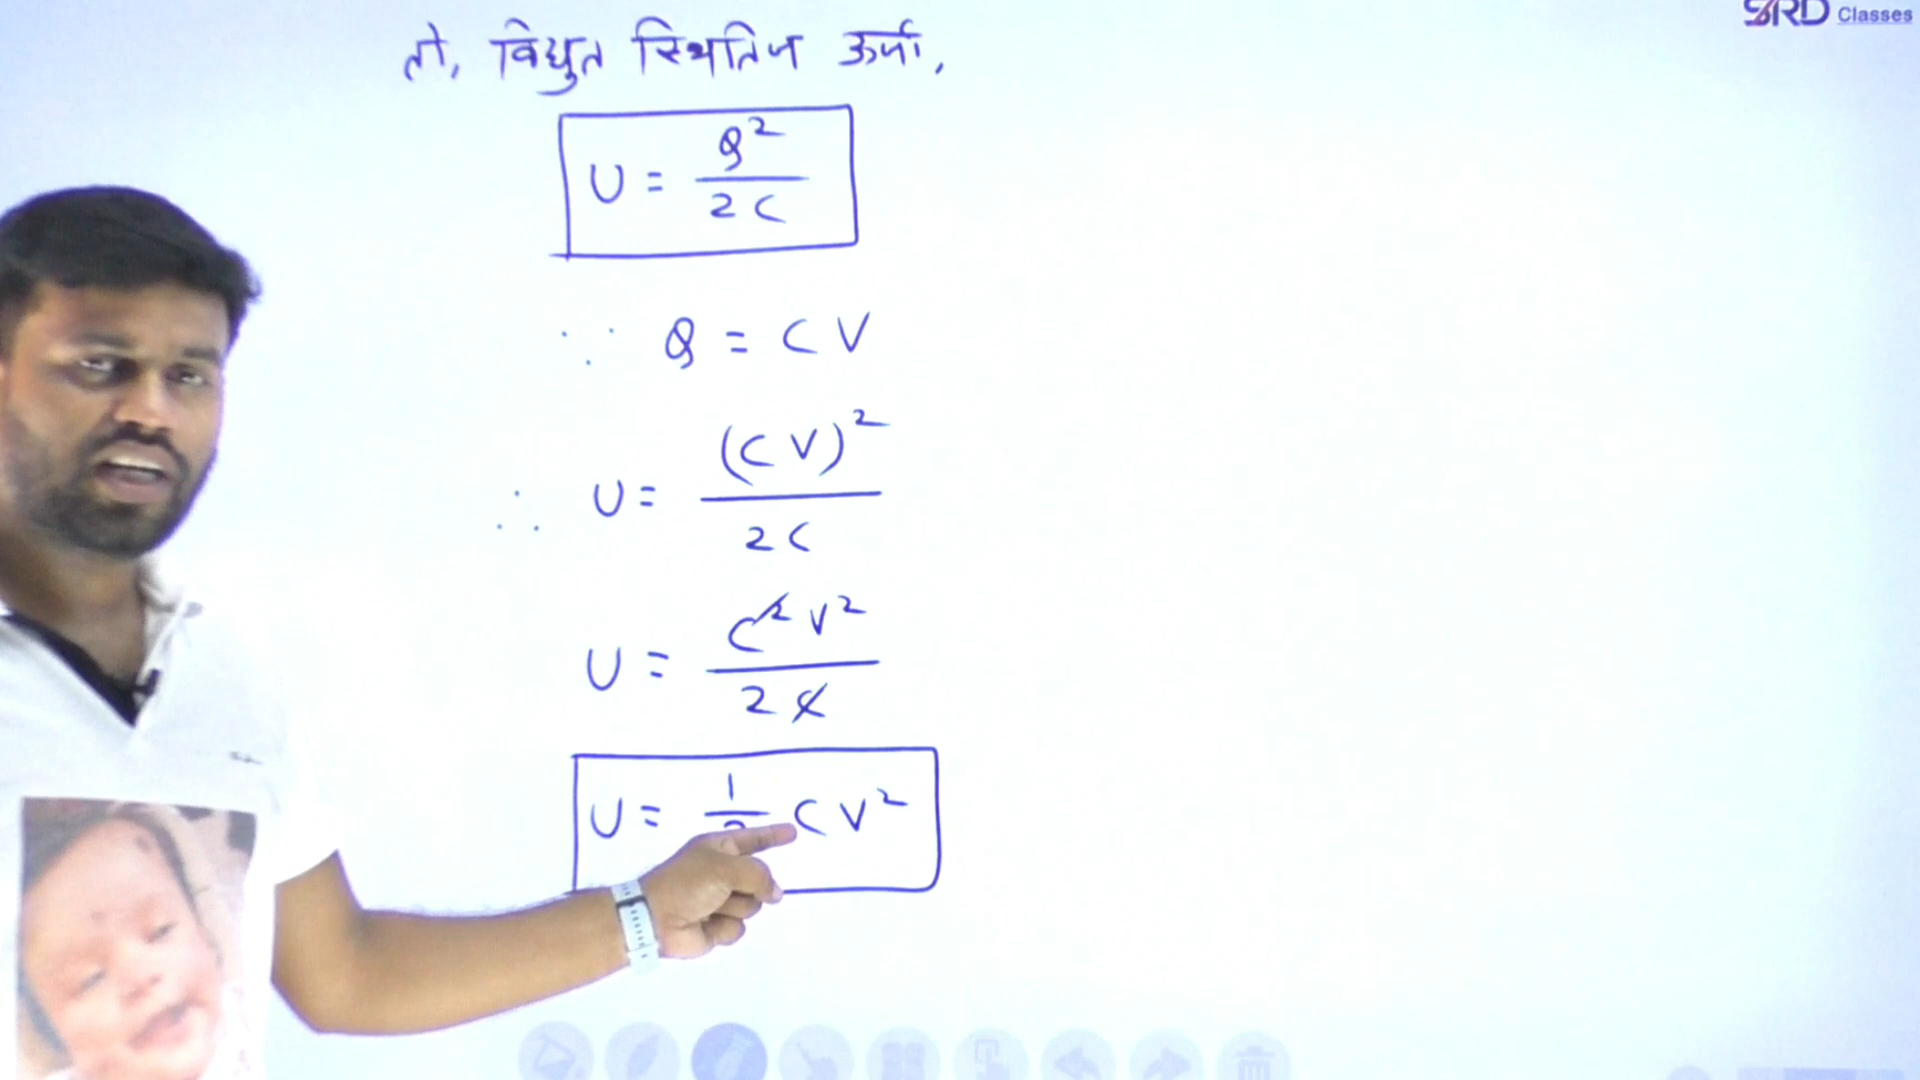 SRD Classes
तो, विद्युत स्थितिज ऊर्जा,
U = Q²/2C
∵ Q = CV
∴ U = (CV)²/2C
U = C²V²/2C
U = 1/2 CV²